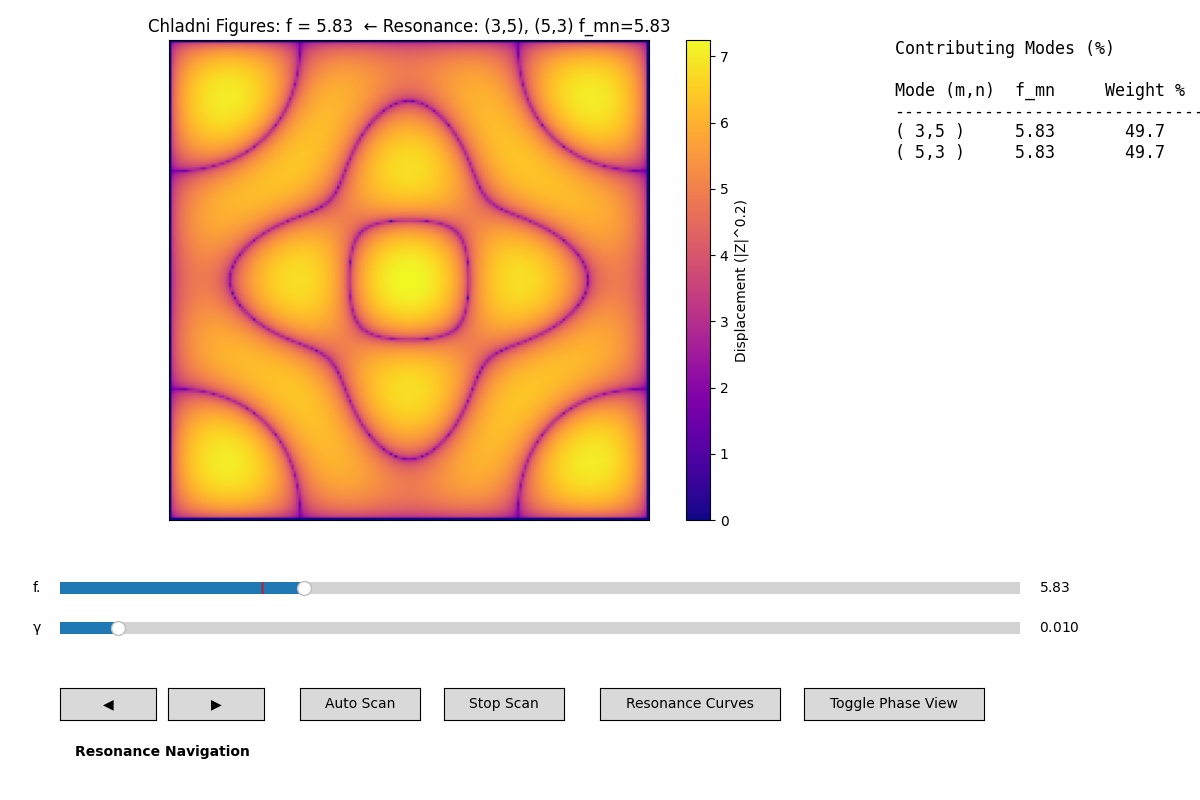 Chladni Figures: f = 5.83  ← Resonance: (3,5), (5,3) f_mn=5.83
7
6
5
4
3
2
1
0
Displacement (|Z|^0.2)
Contributing Modes (%)
Mode (m,n)  f_mn     Weight %
-------------------------------
( 3,5 )     5.83       49.7
( 5,3 )     5.83       49.7
f.  5.83
γ  0.010
◄  ►  Auto Scan  Stop Scan  Resonance Curves  Toggle Phase View
Resonance Navigation